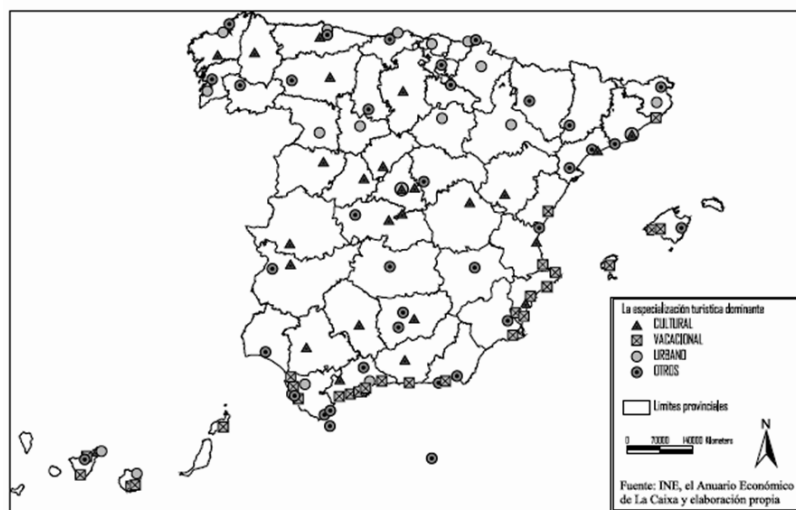 La especialización turística dominante
CULTURAL
VACACIONAL
URBANO
OTROS
Límites provinciales
N
0 70000 140000 Kilometers
Fuente: INE, el Anuario Económico
de La Caixa y elaboración propia